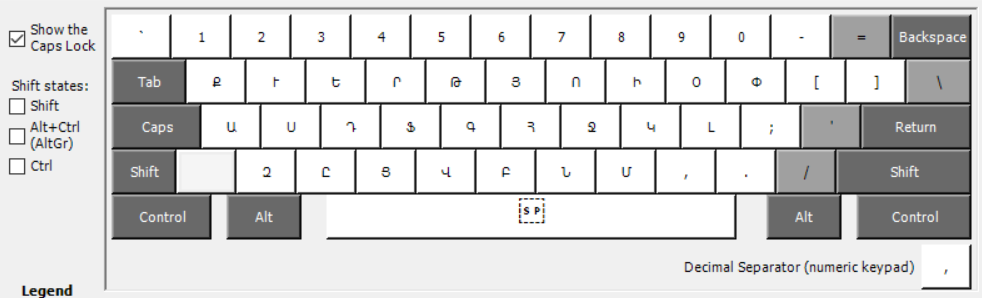 Show the
Caps Lock
Shift states:
Shift
Alt+Ctrl
(AltGr)
Ctrl
Legend
` 1 2 3 4 5 6 7 8 9 0 - = Backspace
Tab Ք Ւ Ե Ր Թ Յ Ո Ի Օ Փ [ ] \
Caps Ա Ս Դ Ֆ Գ Հ Ջ Կ Լ ; ' Return
Shift Զ Ը Ց Վ Բ Ն Մ , . / Shift
Control Alt SP Alt Control
Decimal Separator (numeric keypad) ,